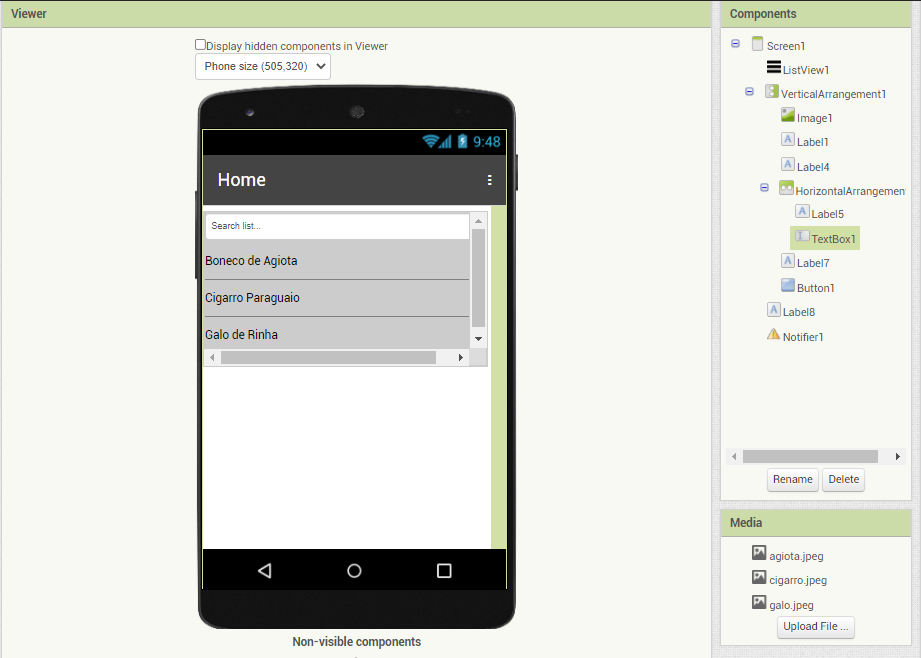 Viewer
Display hidden components in Viewer
Phone size (505,320)
9:48
Home
Search list...
Boneco de Agiota
Cigarro Paraguaio
Galo de Rinha
Non-visible components
Components
Screen1
ListView1
VerticalArrangement1
Image1
Label1
Label4
HorizontalArrangemen
Label5
TextBox1
Label7
Button1
Label8
Notifier1
Rename
Delete
Media
agiota.jpeg
cigarro.jpeg
galo.jpeg
Upload File ...